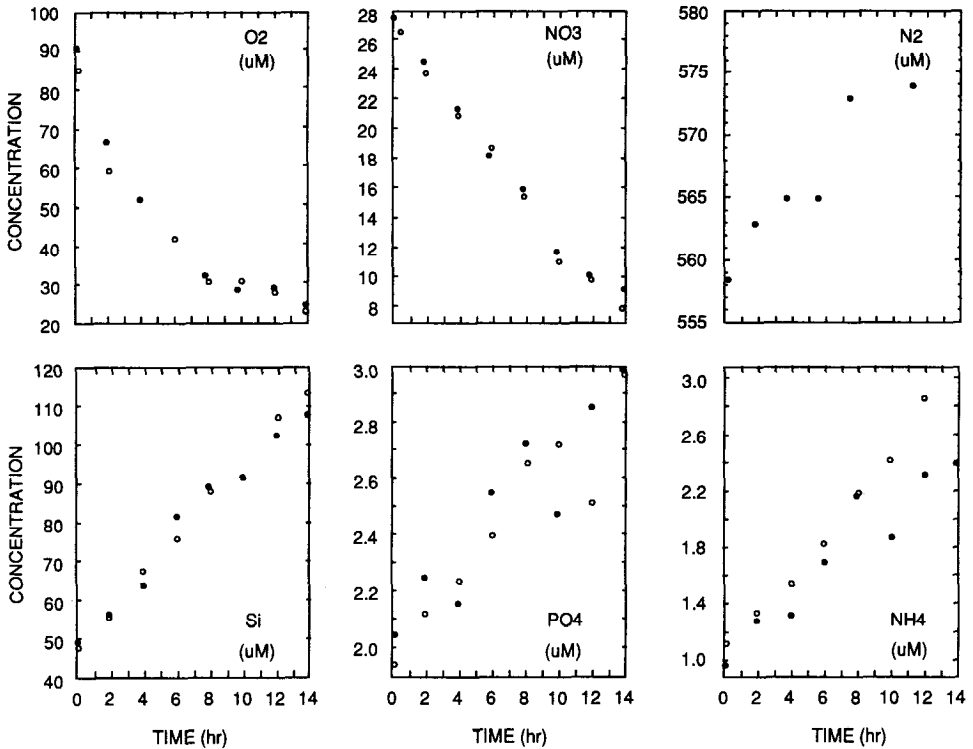 O2
(uM)
CONCENTRATION
100
90
80
70
60
50
40
30
20
NO3
(uM)
28
26
24
22
20
18
16
14
12
10
8
N2
(uM)
580
575
570
565
560
555
Si
(uM)
CONCENTRATION
120
110
100
90
80
70
60
50
40
0 2 4 6 8 10 12 14
TIME (hr)
PO4
(uM)
3.0
2.8
2.6
2.4
2.2
2.0
0 2 4 6 8 10 12 14
TIME (hr)
NH4
(uM)
3.0
2.6
2.2
1.8
1.4
1.0
0 2 4 6 8 10 12 14
TIME (hr)